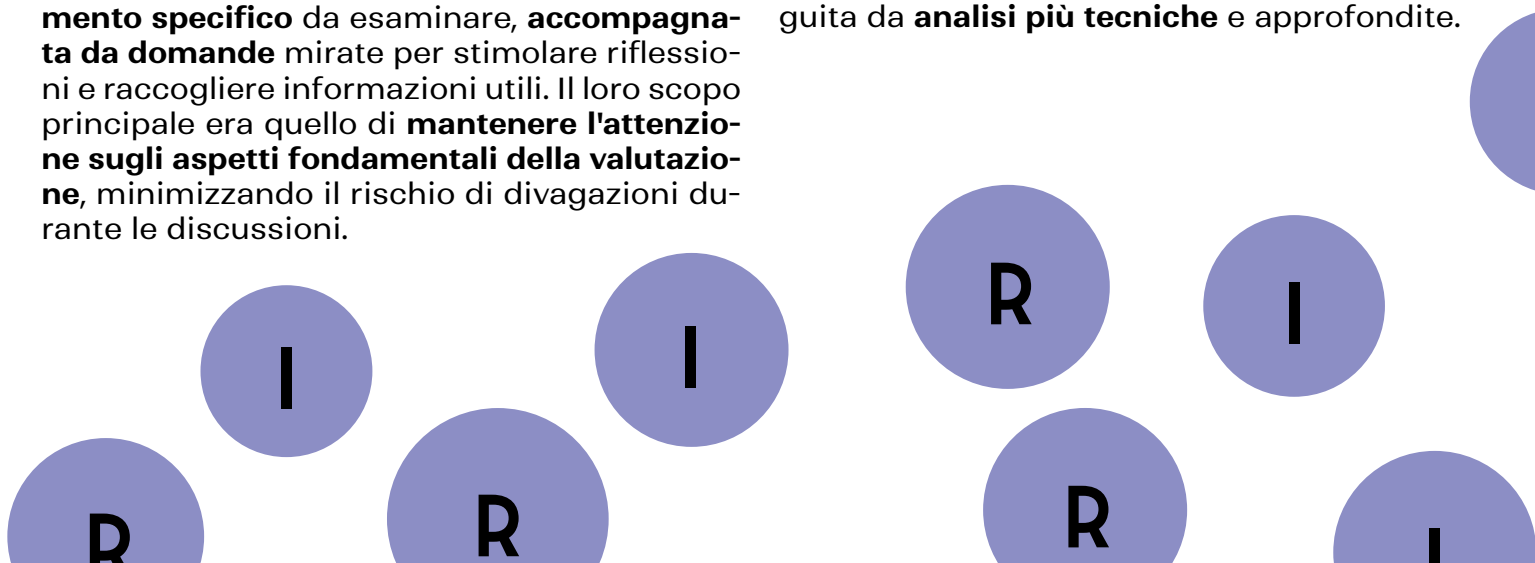 mento specifico da esaminare, accompagna-
ta da domande mirate per stimolare riflessio-
ni e raccogliere informazioni utili. Il loro scopo
principale era quello di mantenere l'attenzio-
ne sugli aspetti fondamentali della valutazio-
ne, minimizzando il rischio di divagazioni du-
rante le discussioni.
guita da analisi più tecniche e approfondite.
I
I
R
R
R
I
R
I